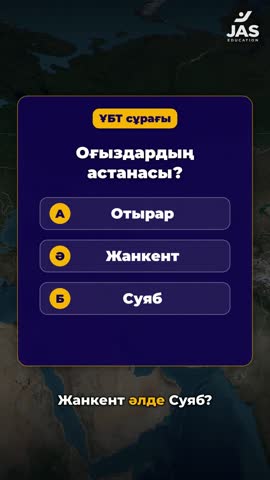 JAS
EDUCATION
ҰБТ сұрағы
Оғыздардың
астанасы?
А Отырар
Ә Жанкент
Б Суяб
Жанкент әлде Суяб?